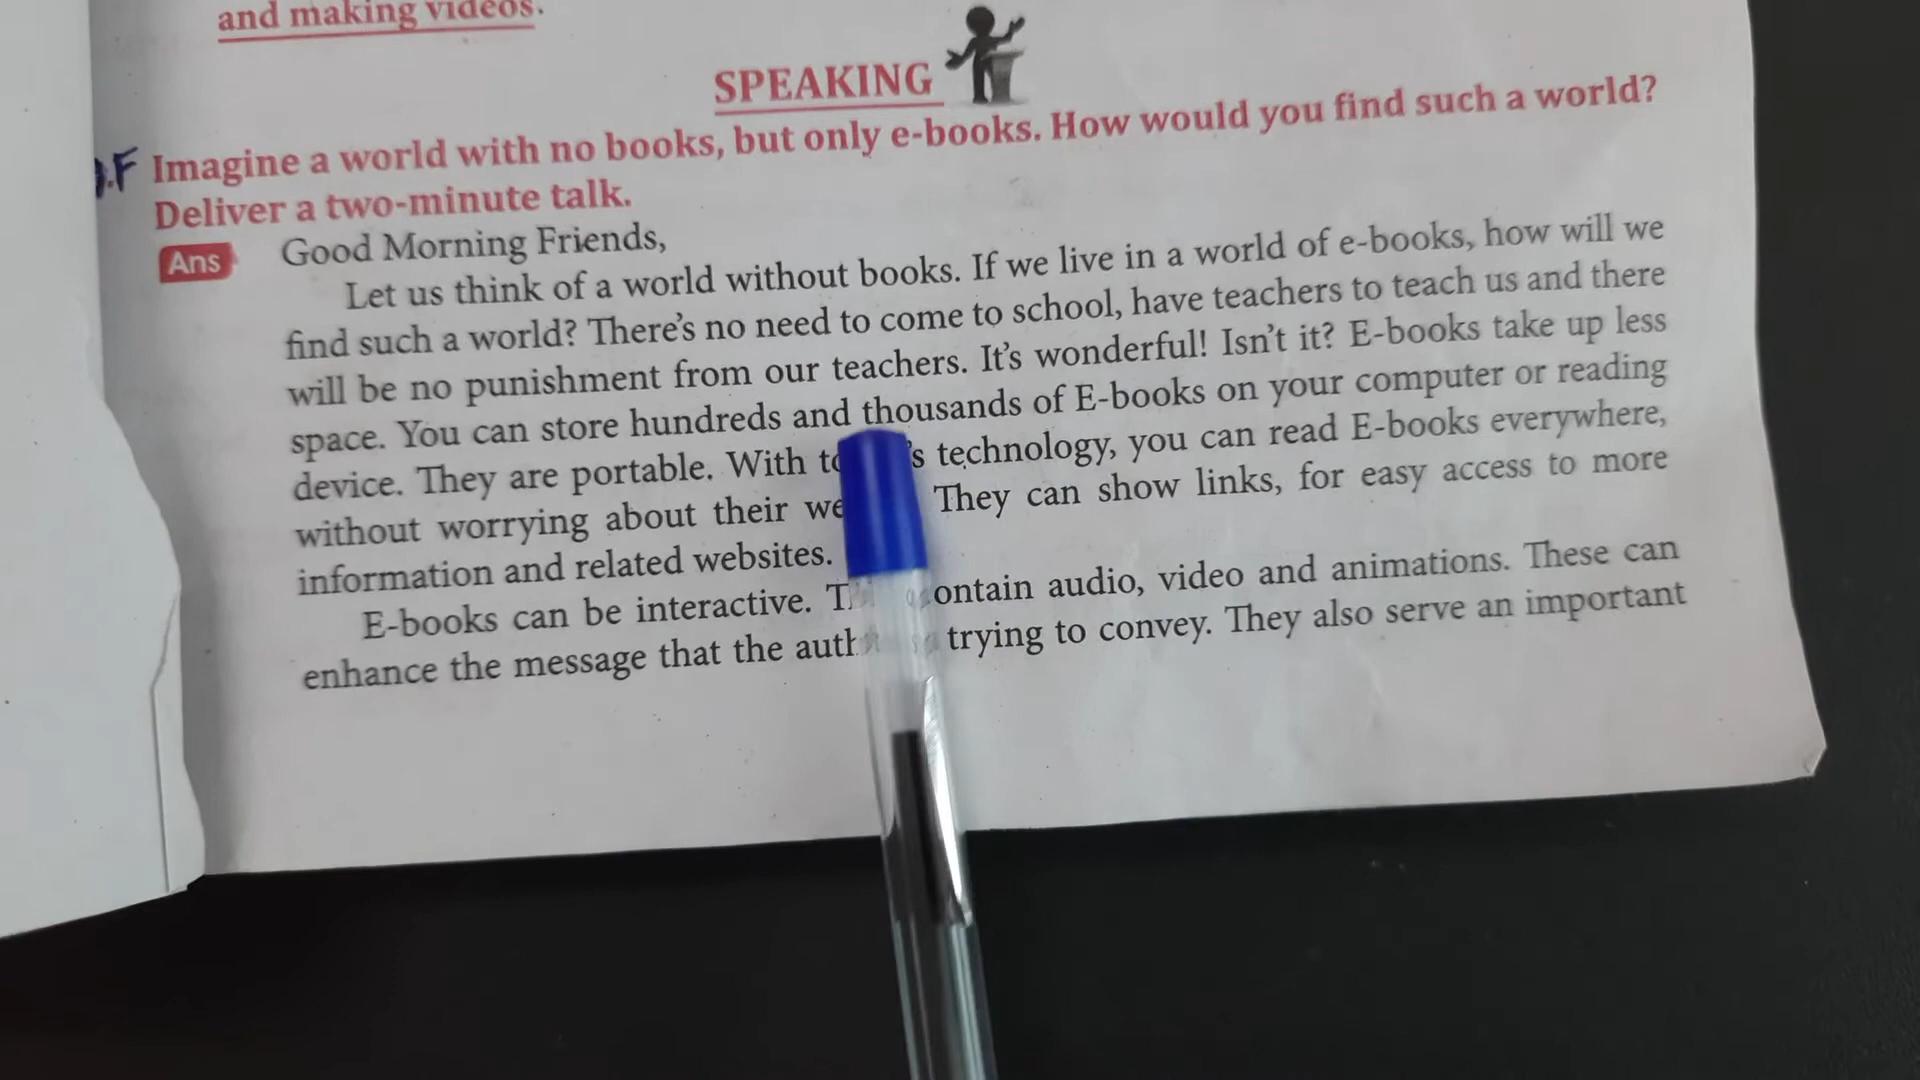 and making videos.
SPEAKING
.F Imagine a world with no books, but only e-books. How would you find such a world?
Deliver a two-minute talk.
Ans Good Morning Friends,
Let us think of a world without books. If we live in a world of e-books, how will we
find such a world? There's no need to come to school, have teachers to teach us and there
will be no punishment from our teachers. It's wonderful! Isn't it? E-books take up less
space. You can store hundreds and thousands of E-books on your computer or reading
device. They are portable. With technology, you can read E-books everywhere,
without worrying about their They can show links, for easy access to more
information and related websites.
E-books can be interactive. audio, video and animations. These can
enhance the message that the trying to convey. They also serve an important